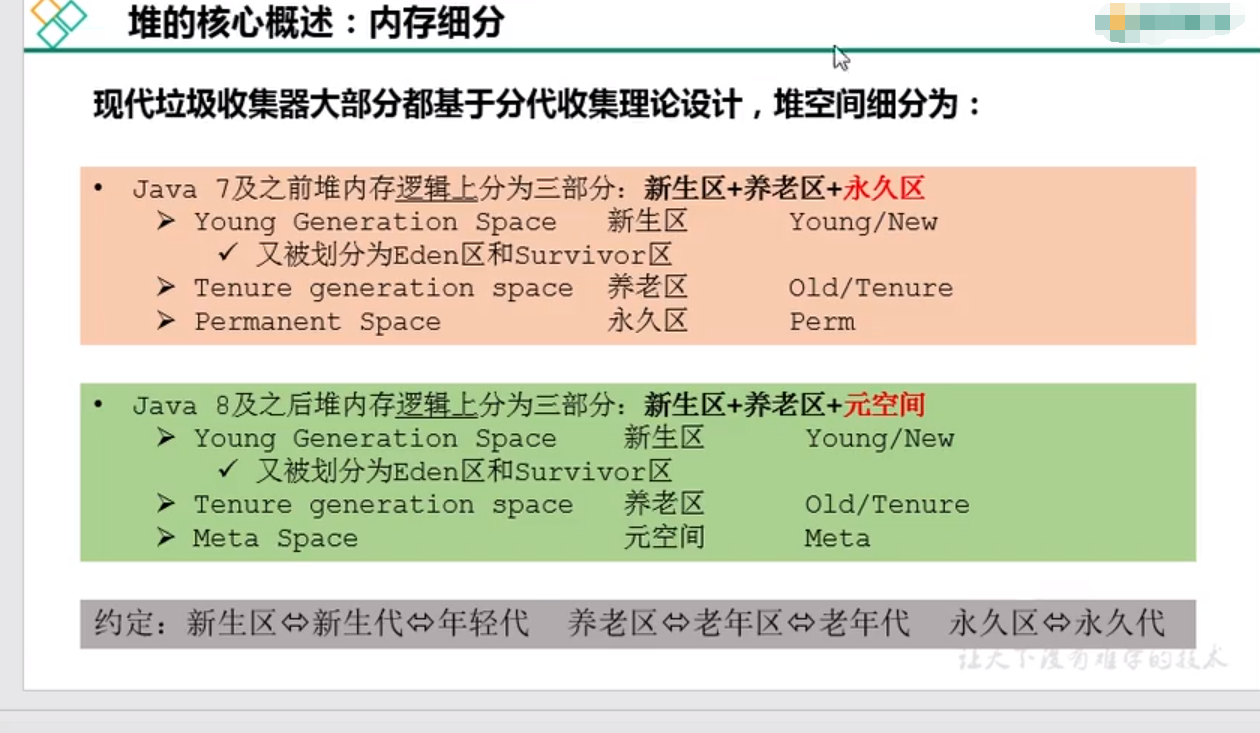 堆的核心概述：内存细分
现代垃圾收集器大部分都基于分代收集理论设计，堆空间细分为：
• Java 7及之前堆内存逻辑上分为三部分：新生区+养老区+永久区
➢ Young Generation Space 新生区 Young/New
✓ 又被划分为Eden区和Survivor区
➢ Tenure generation space 养老区 Old/Tenure
➢ Permanent Space 永久区 Perm
• Java 8及之后堆内存逻辑上分为三部分：新生区+养老区+元空间
➢ Young Generation Space 新生区 Young/New
✓ 又被划分为Eden区和Survivor区
➢ Tenure generation space 养老区 Old/Tenure
➢ Meta Space 元空间 Meta
约定：新生区⇔新生代⇔年轻代 养老区⇔老年区⇔老年代 永久区⇔永久代
让天下没有难学的技术